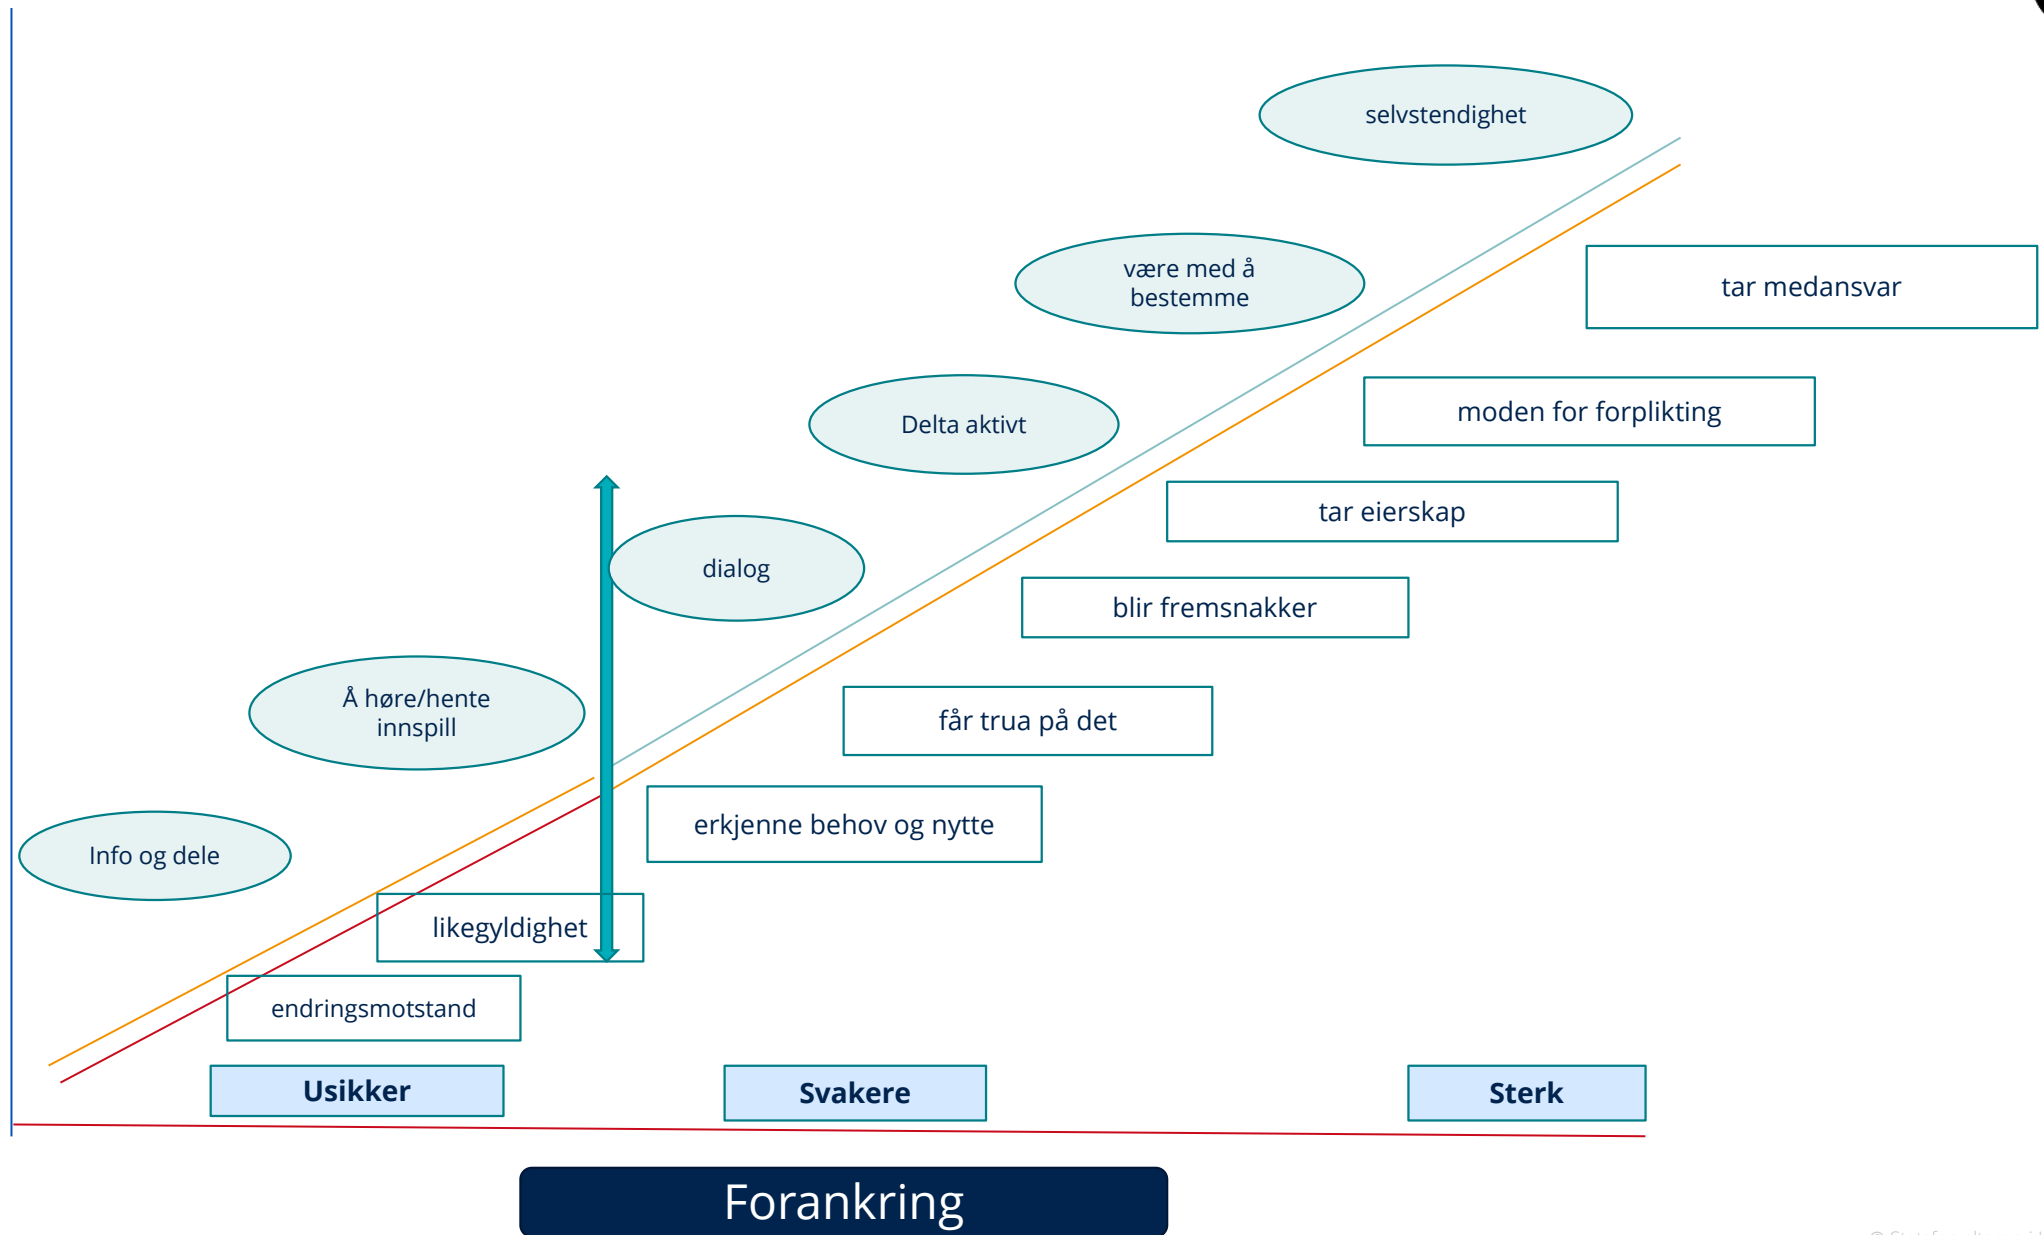 selvstendighet
være med å
bestemme
tar medansvar
Delta aktivt
moden for forplikting
tar eierskap
dialog
blir fremsnakker
Å høre/hente
innspill
får trua på det
erkjenne behov og nytte
Info og dele
likegyldighet
endringsmotstand
Usikker
Svakere
Sterk
Forankring